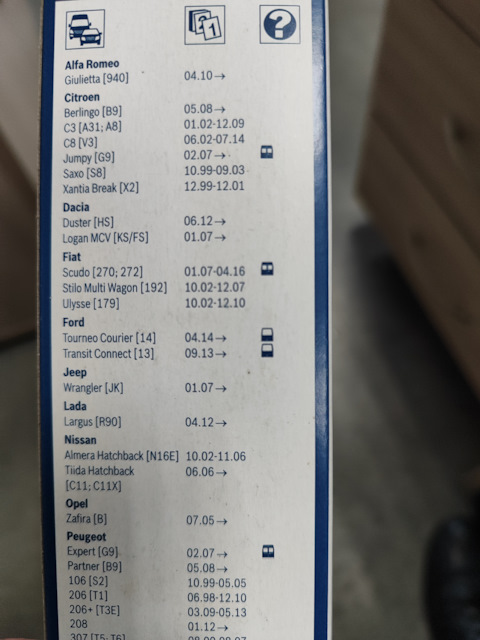 2 1 ?
Alfa Romeo
Giulietta [940] 04.10→
Citroen
Berlingo [B9] 05.08→
C3 [A31; A8] 01.02-12.09
C8 [V3] 06.02-07.14
Jumpy [G9] 02.07→
Saxo [S8] 10.99-09.03
Xantia Break [X2] 12.99-12.01
Dacia
Duster [HS] 06.12→
Logan MCV [KS/FS] 01.07→
Fiat
Scudo [270; 272] 01.07-04.16
Stilo Multi Wagon [192] 10.02-12.07
Ulysse [179] 10.02-12.10
Ford
Tourneo Courier [14] 04.14→
Transit Connect [13] 09.13→
Jeep
Wrangler [JK] 01.07→
Lada
Largus [R90] 04.12→
Nissan
Almera Hatchback [N16E] 10.02-11.06
Tiida Hatchback 06.06→
[C11; C11X]
Opel
Zafira [B] 07.05→
Peugeot
Expert [G9] 02.07→
Partner [B9] 05.08→
106 [S2] 10.99-05.05
206 [T1] 06.98-12.10
206+ [T3E] 03.09-05.13
208 01.12→
307 [T5; T6]